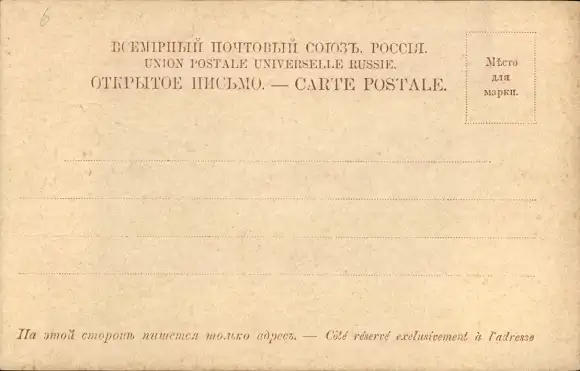 6
ВСЕМІРНЫЙ ПОЧТОВЫЙ СОЮЗЪ. РОССІЯ.
UNION POSTALE UNIVERSELLE RUSSIE.
ОТКРЫТОЕ ПИСЬМО. — CARTE POSTALE.
Мѣсто
для
марки.
На этой сторонѣ пишется только адресъ. — Côté réservé exclusivement à l'adresse